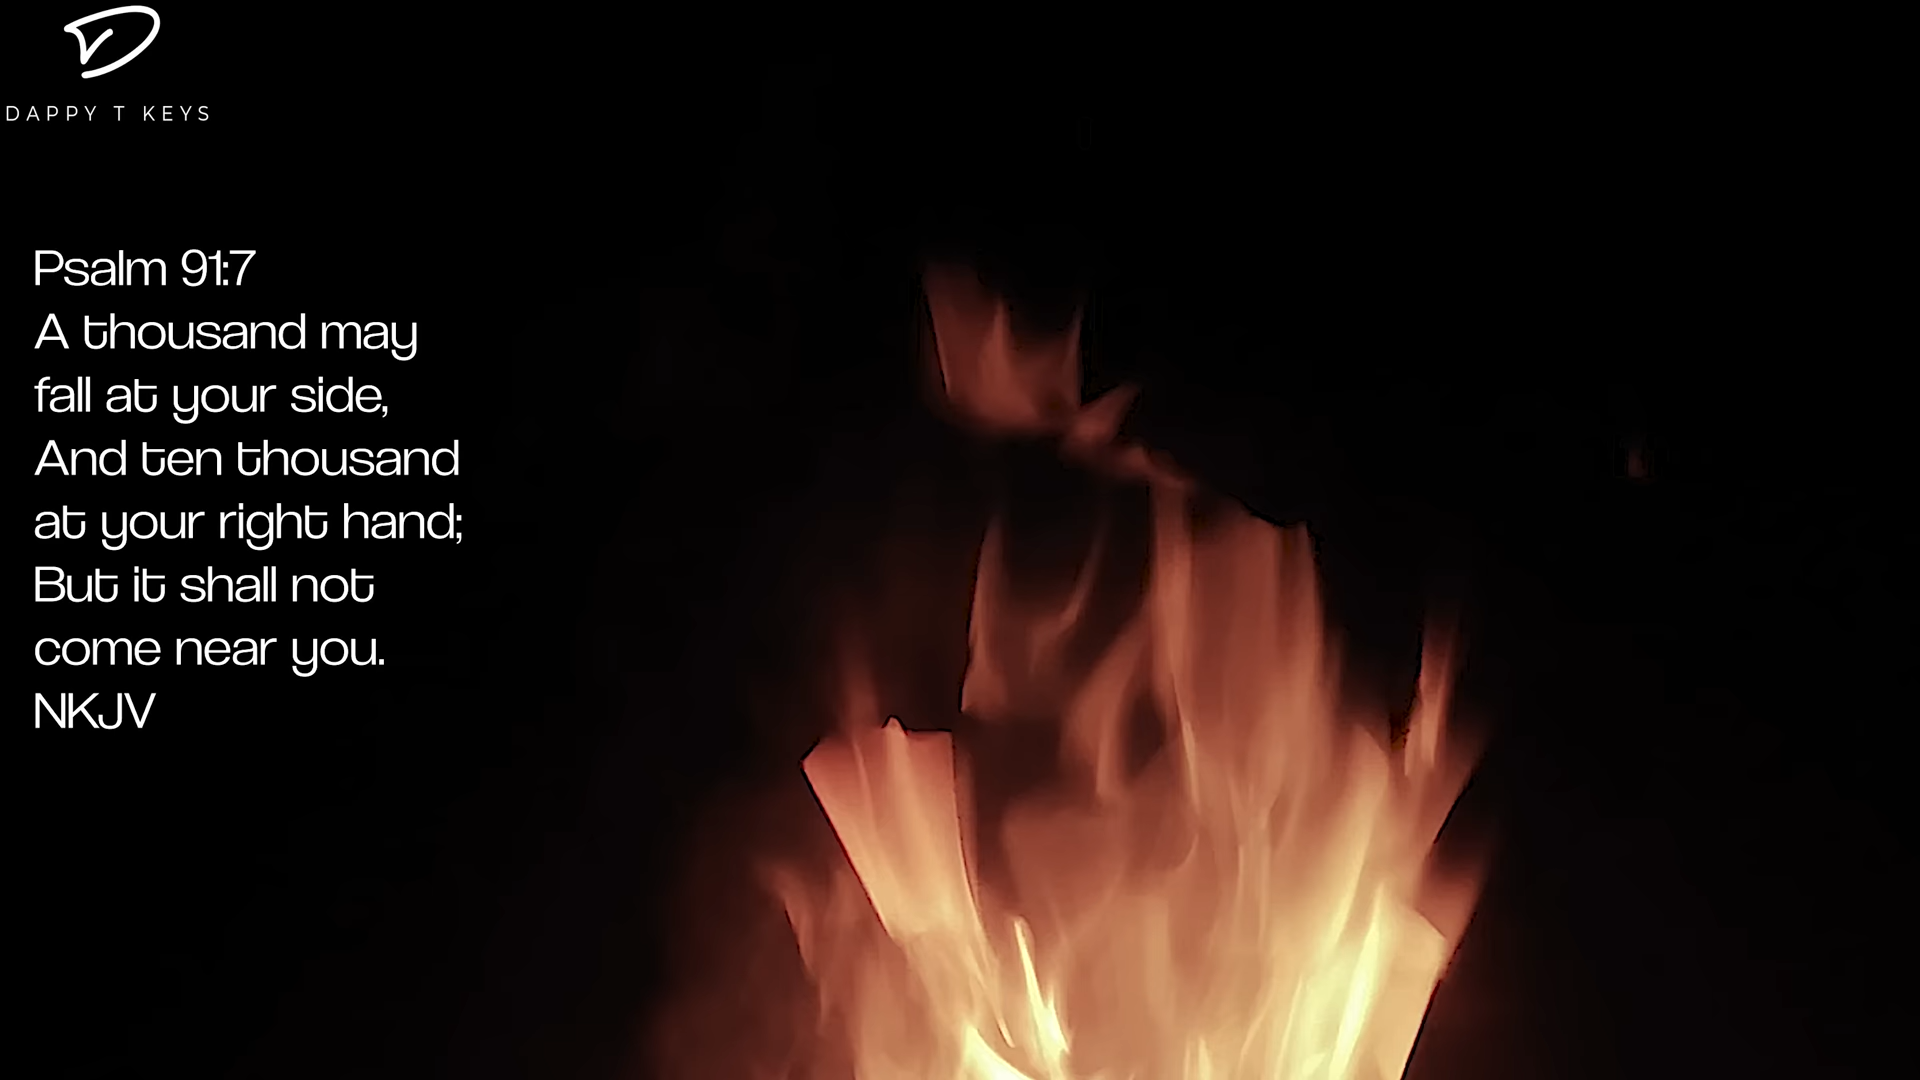 DAPPY T KEYS
Psalm 91:7
A thousand may
fall at your side,
And ten thousand
at your right hand;
But it shall not
come near you.
NKJV